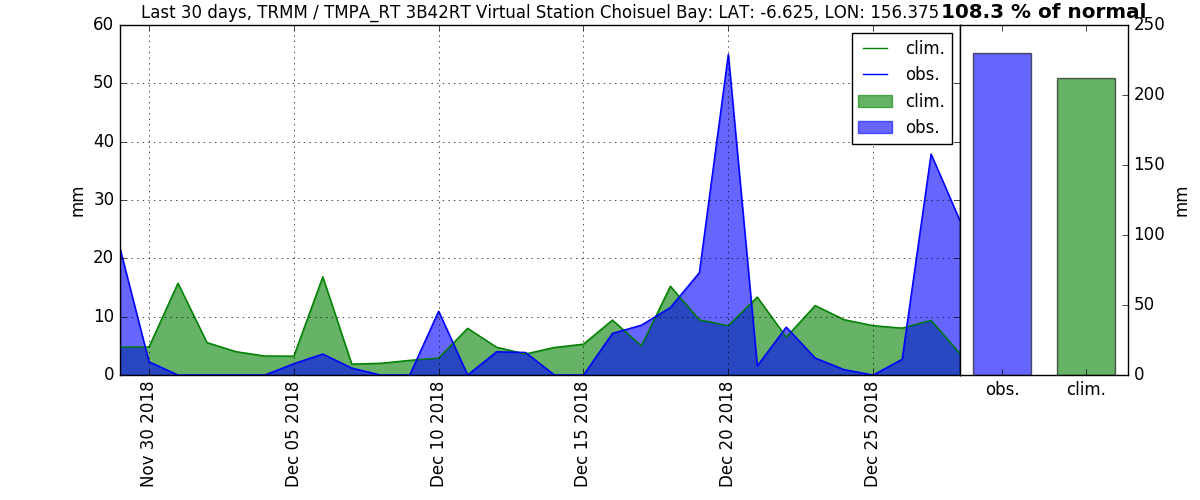 Last 30 days, TRMM / TMPA_RT 3B42RT Virtual Station Choisuel Bay: LAT: -6.625, LON: 156.375
108.3 % of normal
60
50
40
30
20
10
0
mm
clim.
obs.
clim.
obs.
Nov 30 2018
Dec 05 2018
Dec 10 2018
Dec 15 2018
Dec 20 2018
Dec 25 2018
250
200
150
100
50
0
mm
obs.
clim.